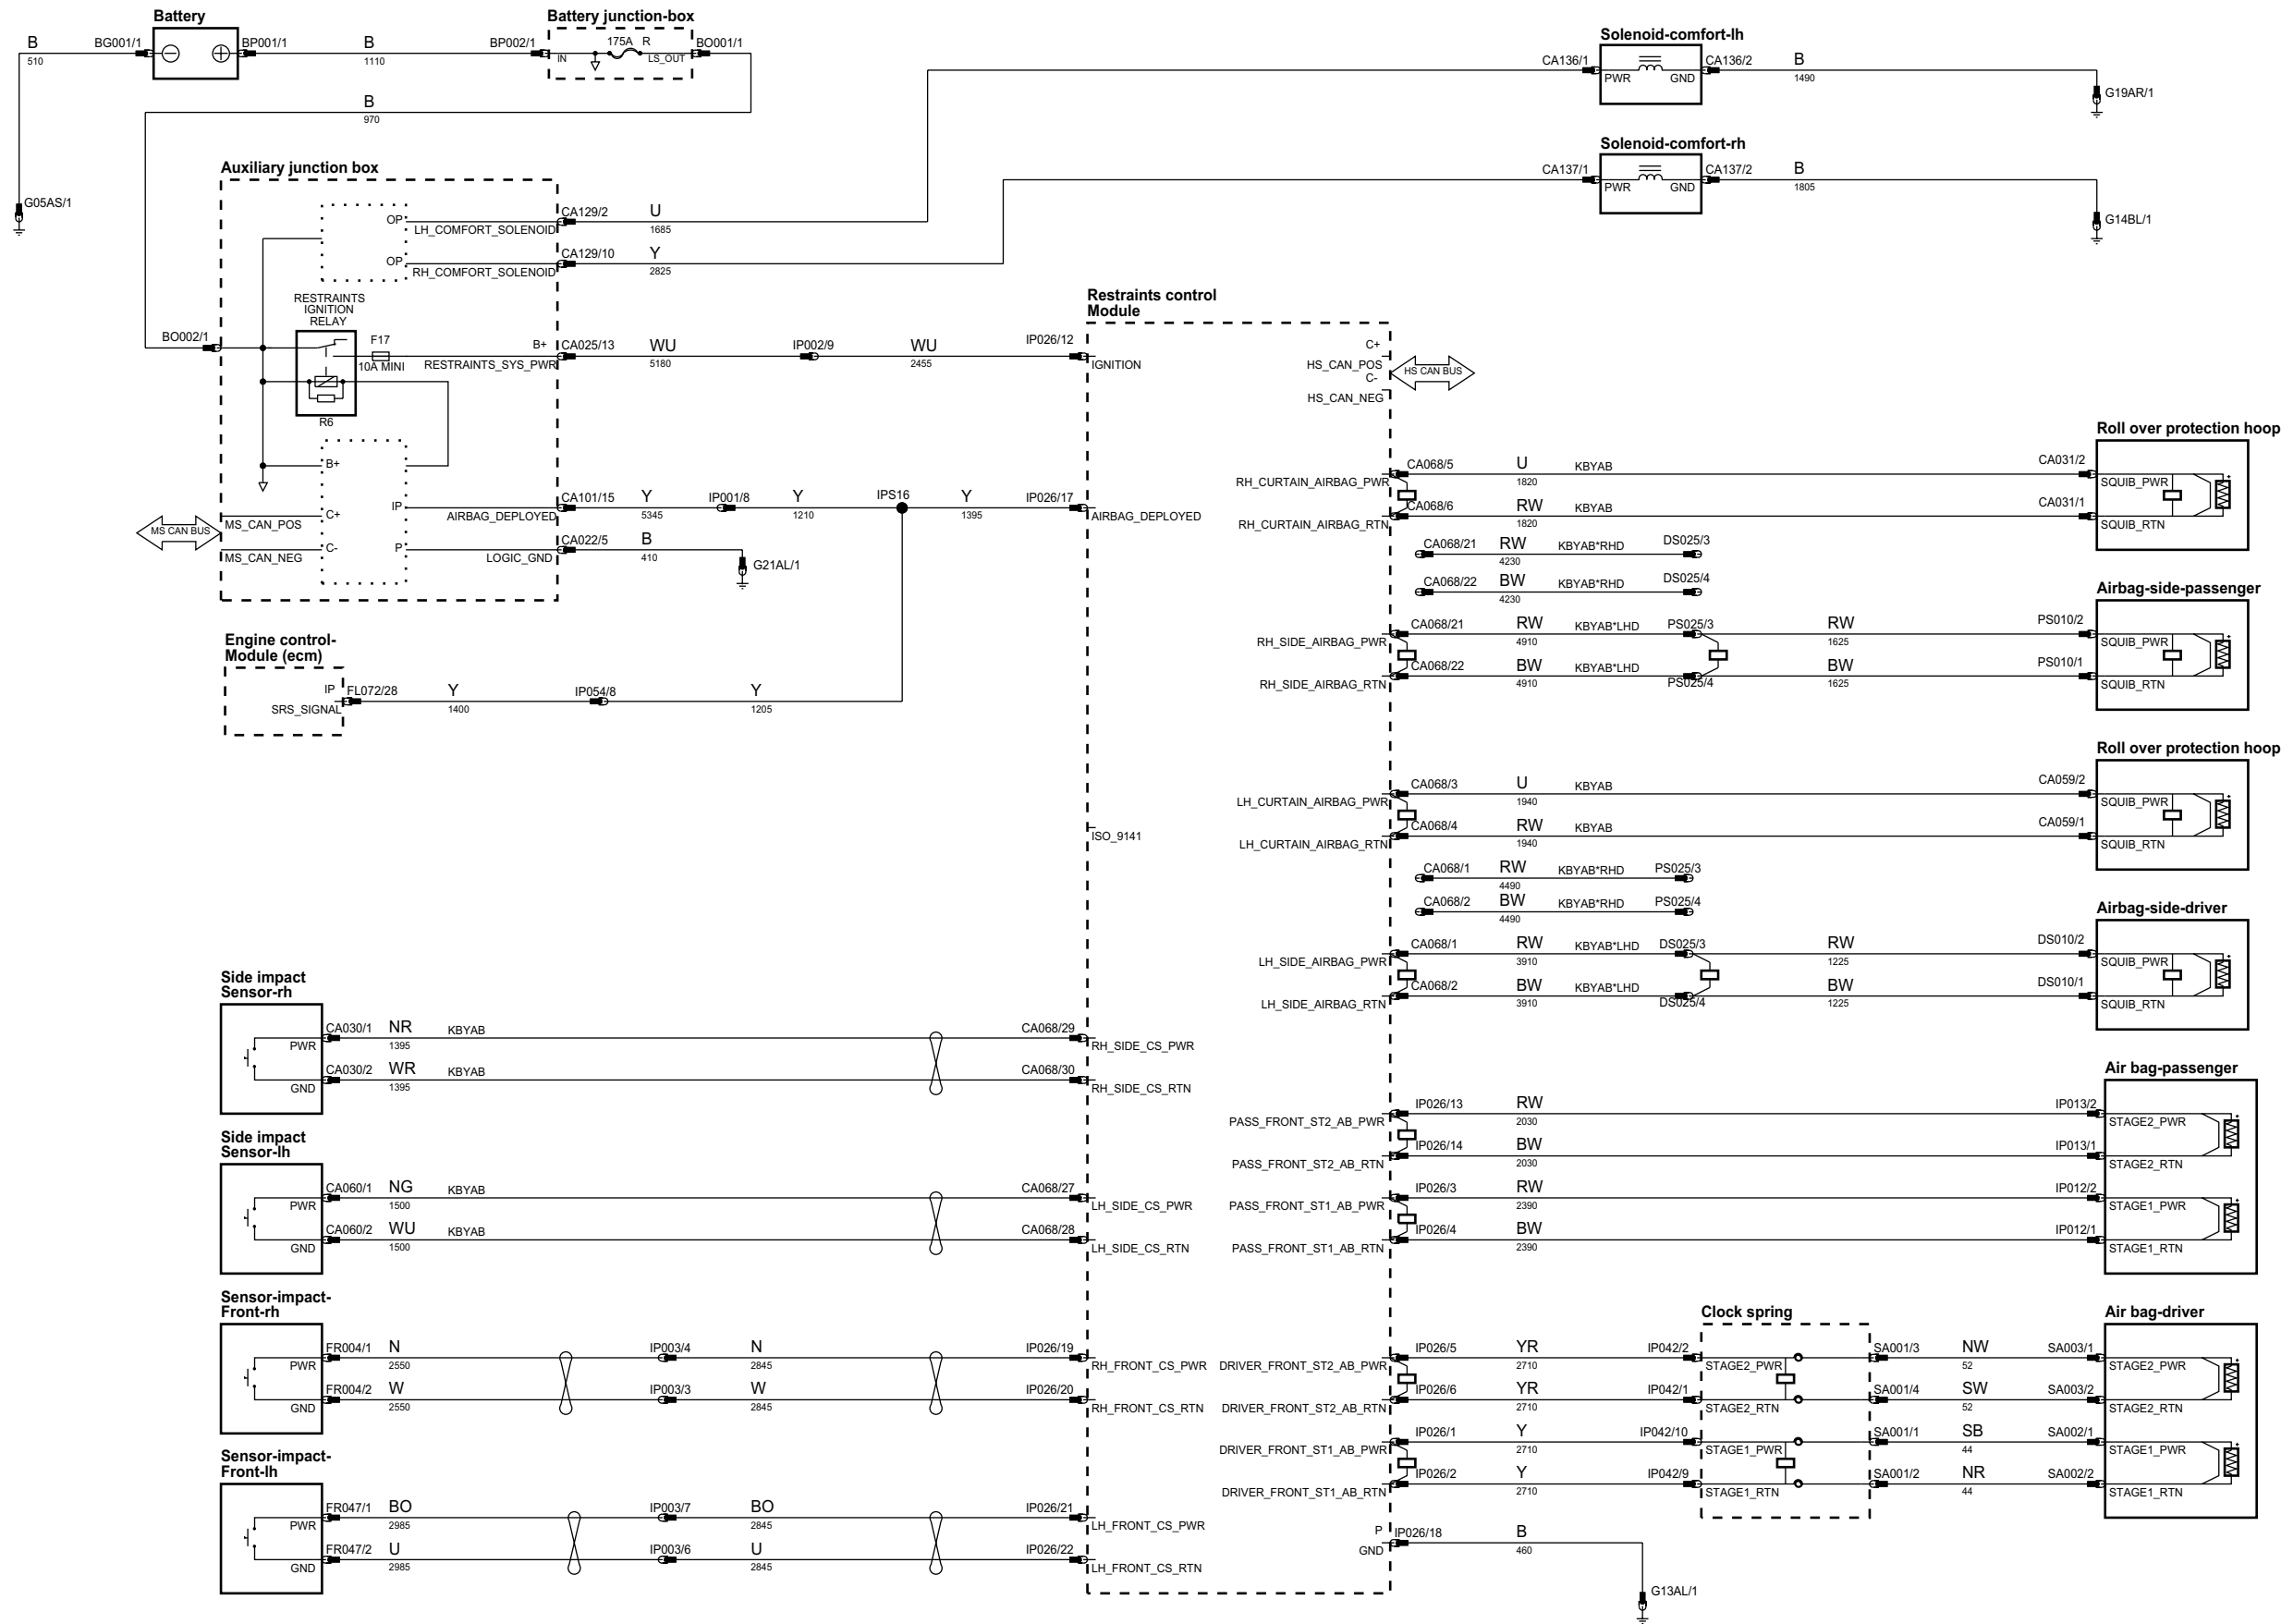 Battery
B
510
BG001/1
BP001/1
B
1110
BP002/1
Battery junction-box
175A R
IN
LS_OUT
BO001/1
B
970
G05AS/1
Solenoid-comfort-lh
CA136/1
PWR
GND
CA136/2
B
1490
G19AR/1
Solenoid-comfort-rh
CA137/1
PWR
GND
CA137/2
B
1805
G14BL/1
Auxiliary junction box
OP
LH_COMFORT_SOLENOID
CA129/2
U
1685
OP
RH_COMFORT_SOLENOID
CA129/10
Y
2825
RESTRAINTS
IGNITION
RELAY
BO002/1
F17
10A MINI
R6
B+
RESTRAINTS_SYS_PWR
CA025/13
WU
5180
IP002/9
WU
2455
IP026/12
B+
MS CAN BUS
MS_CAN_POS
C+
MS_CAN_NEG
C-
IP
AIRBAG_DEPLOYED
CA101/15
Y
5345
IP001/8
Y
1210
IPS16
Y
1395
IP026/17
P
LOGIC_GND
CA022/5
B
410
G21AL/1
Engine control-
Module (ecm)
IP
SRS_SIGNAL
FL072/28
Y
1400
IP054/8
Y
1205
Restraints control
Module
IGNITION
AIRBAG_DEPLOYED
ISO_9141
C+
HS_CAN_POS
C-
HS_CAN_NEG
HS CAN BUS
RH_CURTAIN_AIRBAG_PWR
CA068/5
U
1820
KBYAB
CA031/2
RH_CURTAIN_AIRBAG_RTN
CA068/6
RW
1820
KBYAB
CA031/1
Roll over protection hoop
SQUIB_PWR
SQUIB_RTN
CA068/21
RW
4230
KBYAB*RHD
DS025/3
CA068/22
BW
4230
KBYAB*RHD
DS025/4
RH_SIDE_AIRBAG_PWR
CA068/21
RW
4910
KBYAB*LHD
PS025/3
RW
1625
PS010/2
RH_SIDE_AIRBAG_RTN
CA068/22
BW
4910
KBYAB*LHD
PS025/4
BW
1625
PS010/1
Airbag-side-passenger
SQUIB_PWR
SQUIB_RTN
LH_CURTAIN_AIRBAG_PWR
CA068/3
U
1940
KBYAB
CA059/2
LH_CURTAIN_AIRBAG_RTN
CA068/4
RW
1940
KBYAB
CA059/1
Roll over protection hoop
SQUIB_PWR
SQUIB_RTN
CA068/1
RW
4490
KBYAB*RHD
PS025/3
CA068/2
BW
4490
KBYAB*RHD
PS025/4
LH_SIDE_AIRBAG_PWR
CA068/1
RW
3910
KBYAB*LHD
DS025/3
RW
1225
DS010/2
LH_SIDE_AIRBAG_RTN
CA068/2
BW
3910
KBYAB*LHD
DS025/4
BW
1225
DS010/1
Airbag-side-driver
SQUIB_PWR
SQUIB_RTN
Side impact
Sensor-rh
PWR
CA030/1
NR
1395
KBYAB
CA068/29
RH_SIDE_CS_PWR
GND
CA030/2
WR
1395
KBYAB
CA068/30
RH_SIDE_CS_RTN
Side impact
Sensor-lh
PWR
CA060/1
NG
1500
KBYAB
CA068/27
LH_SIDE_CS_PWR
GND
CA060/2
WU
1500
KBYAB
CA068/28
LH_SIDE_CS_RTN
Sensor-impact-
Front-rh
PWR
FR004/1
N
2550
IP003/4
N
2845
IP026/19
RH_FRONT_CS_PWR
GND
FR004/2
W
2550
IP003/3
W
2845
IP026/20
RH_FRONT_CS_RTN
Sensor-impact-
Front-lh
PWR
FR047/1
BO
2985
IP003/7
BO
2845
IP026/21
LH_FRONT_CS_PWR
GND
FR047/2
U
2985
IP003/6
U
2845
IP026/22
LH_FRONT_CS_RTN
PASS_FRONT_ST2_AB_PWR
IP026/13
RW
2030
IP013/2
PASS_FRONT_ST2_AB_RTN
IP026/14
BW
2030
IP013/1
PASS_FRONT_ST1_AB_PWR
IP026/3
RW
2390
IP012/2
PASS_FRONT_ST1_AB_RTN
IP026/4
BW
2390
IP012/1
Air bag-passenger
STAGE2_PWR
STAGE2_RTN
STAGE1_PWR
STAGE1_RTN
DRIVER_FRONT_ST2_AB_PWR
IP026/5
YR
2710
IP042/2
DRIVER_FRONT_ST2_AB_RTN
IP026/6
YR
2710
IP042/1
DRIVER_FRONT_ST1_AB_PWR
IP026/1
Y
2710
IP042/10
DRIVER_FRONT_ST1_AB_RTN
IP026/2
Y
2710
IP042/9
Clock spring
STAGE2_PWR
STAGE2_RTN
STAGE1_PWR
STAGE1_RTN
SA001/3
NW
52
SA003/1
SA001/4
SW
52
SA003/2
SA001/1
SB
44
SA002/1
SA001/2
NR
44
SA002/2
Air bag-driver
STAGE2_PWR
STAGE2_RTN
STAGE1_PWR
STAGE1_RTN
P
GND
IP026/18
B
460
G13AL/1